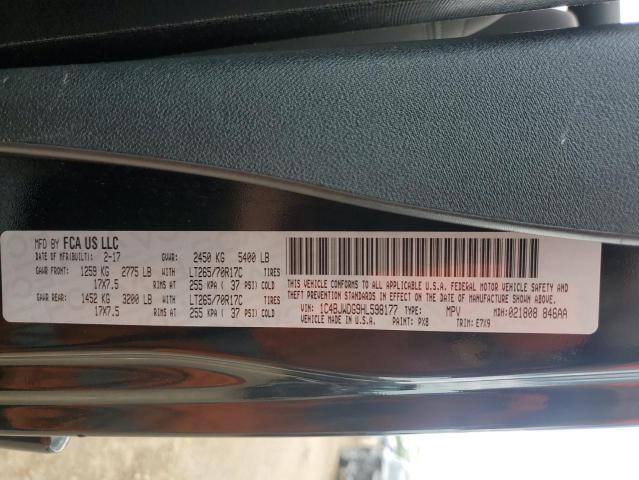 MFD BY FCA US LLC
DATE OF MFR(BUILT): 2-17 GVWR: 2450 KG 5400 LB
GAWR FRONT: 1259 KG 2775 LB WITH LT265/70R17C TIRES
17X7.5 RIMS AT 255 KPA ( 37 PSI) COLD
GAWR REAR: 1452 KG 3200 LB WITH LT265/70R17C TIRES
17X7.5 RIMS AT 255 KPA ( 37 PSI) COLD
THIS VEHICLE CONFORMS TO ALL APPLICABLE U.S.A. FEDERAL MOTOR VEHICLE SAFETY AND
THEFT PREVENTION STANDARDS IN EFFECT ON THE DATE OF MANUFACTURE SHOWN ABOVE.
VIN: 1C4BJWDG9HL598177 TYPE: MPV MDH:021808 846AA
VEHICLE MADE IN U.S.A. PAINT: PX8 TRIM: E7X9